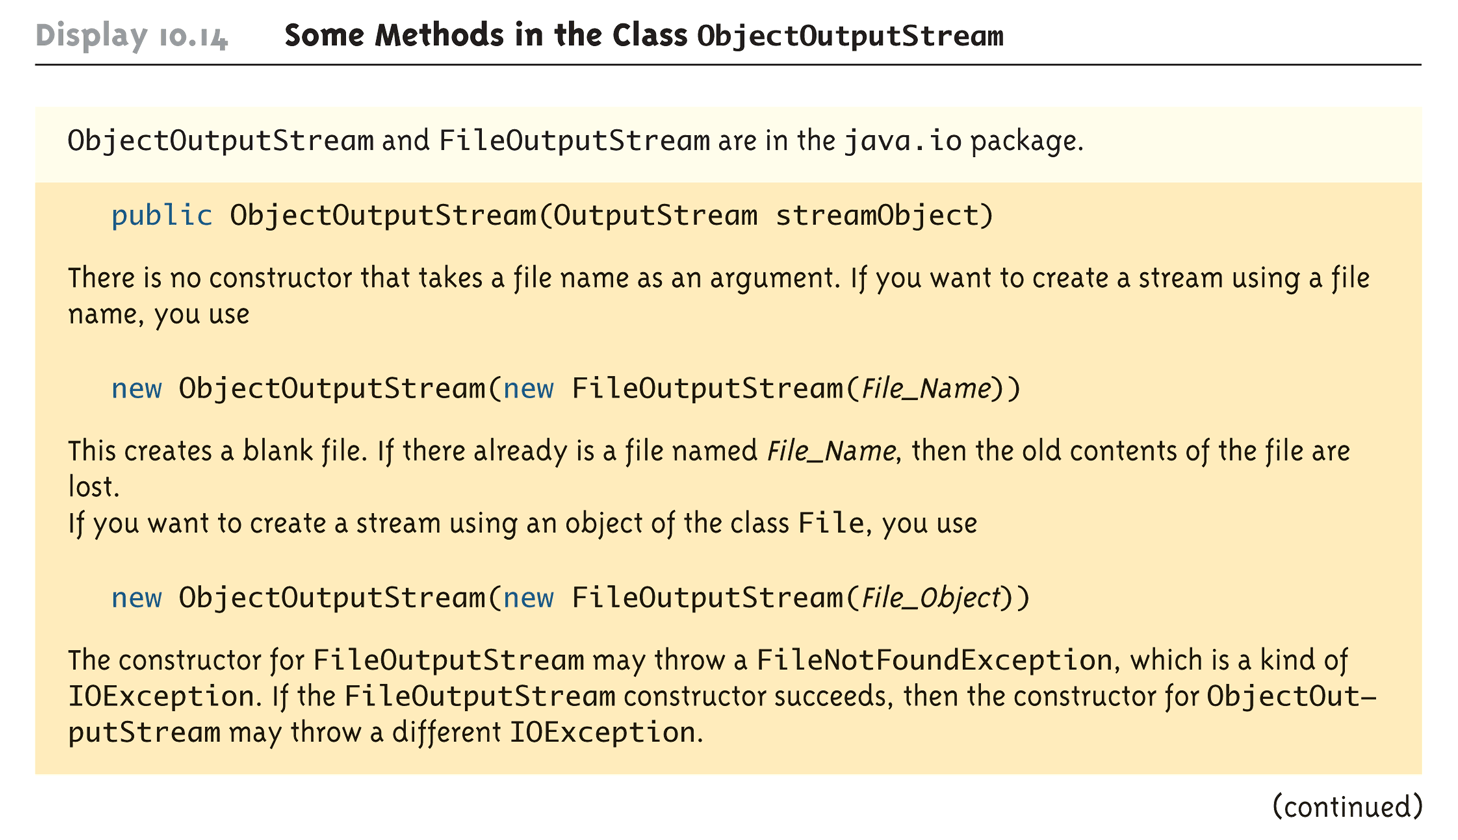 Display 10.14 Some Methods in the Class ObjectOutputStream
ObjectOutputStream and FileOutputStream are in the java.io package.
public ObjectOutputStream(OutputStream streamObject)
There is no constructor that takes a file name as an argument. If you want to create a stream using a file
name, you use
new ObjectOutputStream(new FileOutputStream(File_Name))
This creates a blank file. If there already is a file named File_Name, then the old contents of the file are
lost.
If you want to create a stream using an object of the class File, you use
new ObjectOutputStream(new FileOutputStream(File_Object))
The constructor for FileOutputStream may throw a FileNotFoundException, which is a kind of
IOException. If the FileOutputStream constructor succeeds, then the constructor for ObjectOut–
putStream may throw a different IOException.
(continued)